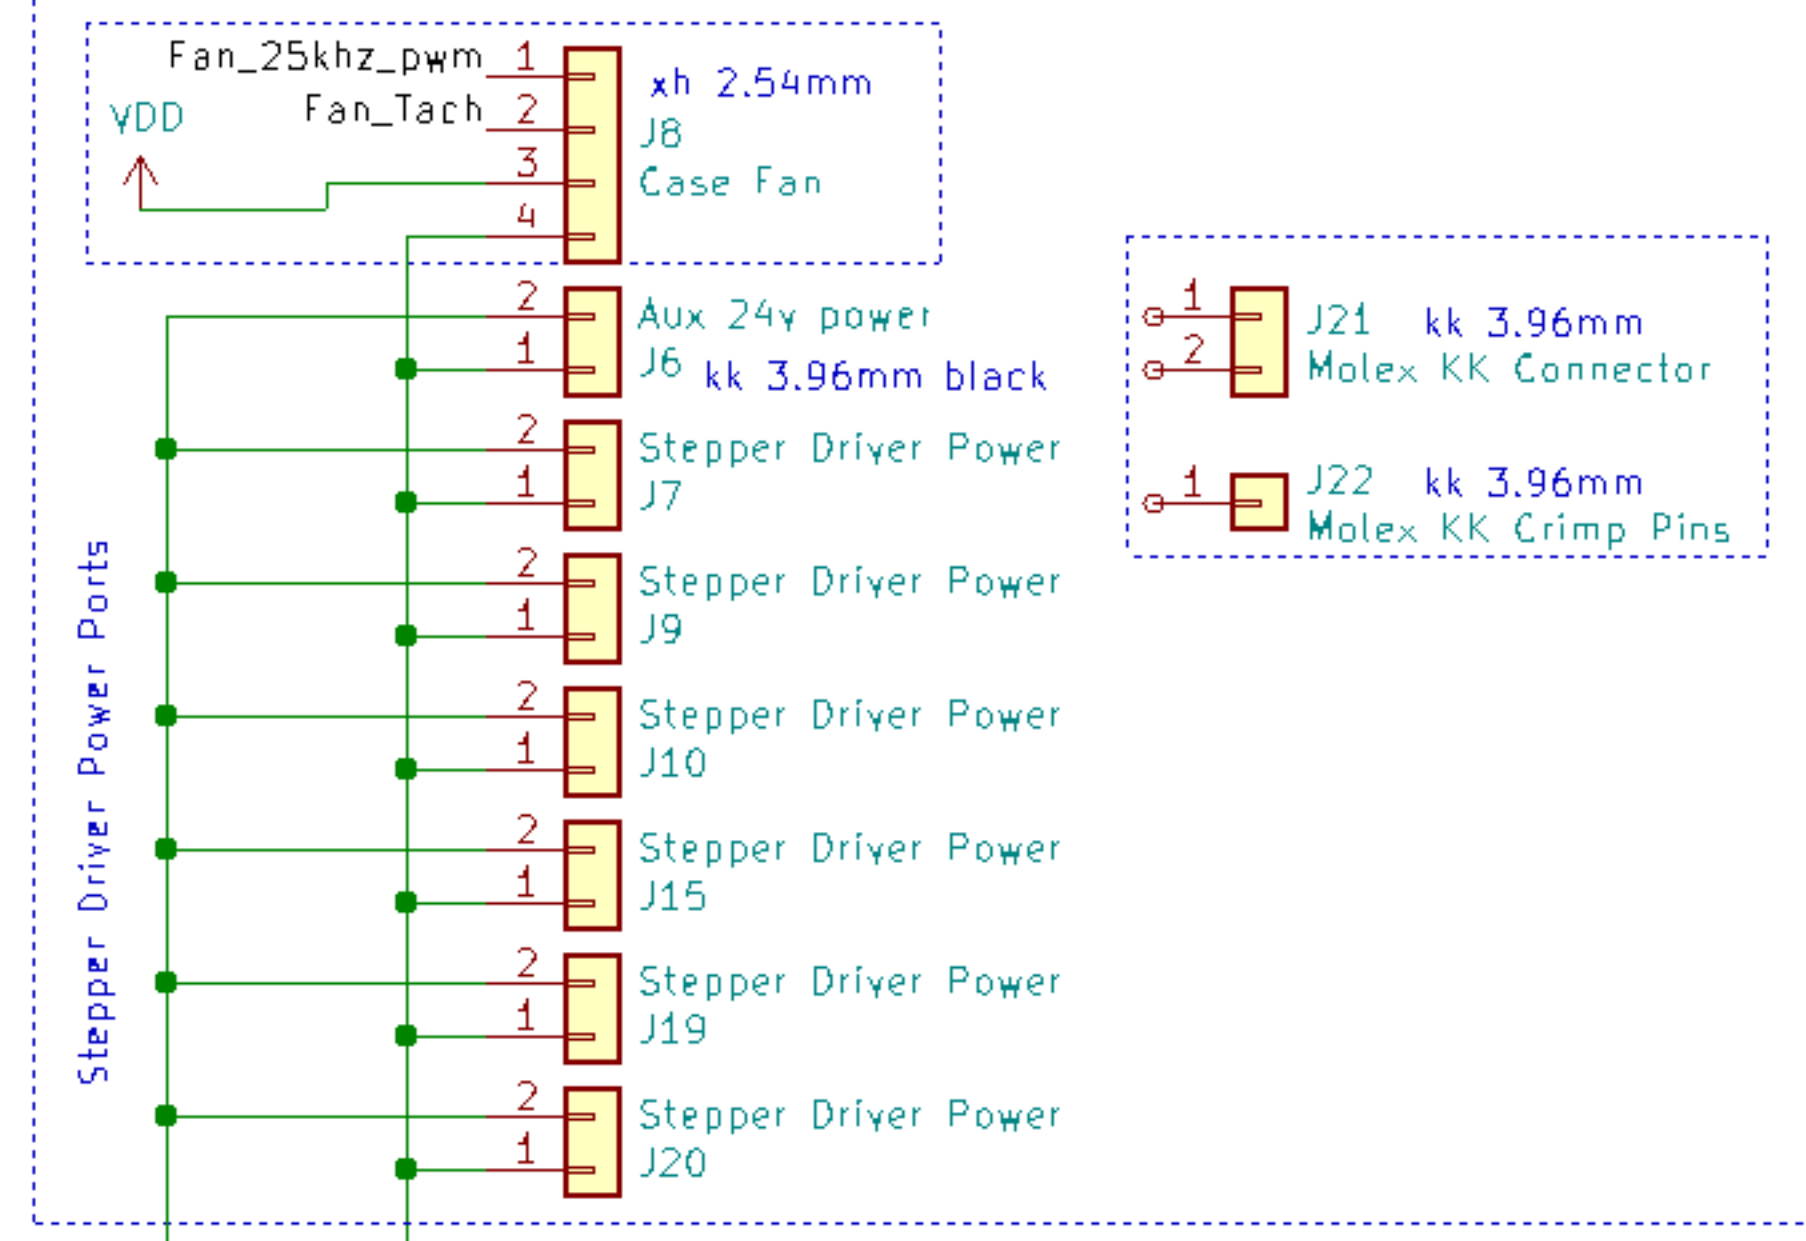 Fan_25khz_pwm 1
xh 2.54mm
VDD
Fan_Tach 2
J8
3
Case Fan
4
2
Aux 24v power
1
J6 kk 3.96mm black
2
Stepper Driver Power
1
J7
2
Stepper Driver Power
1
J9
2
Stepper Driver Power
1
J10
2
Stepper Driver Power
1
J15
2
Stepper Driver Power
1
J19
2
Stepper Driver Power
1
J20
Stepper Driver Power Ports
1
J21 kk 3.96mm
2
Molex KK Connector
1
J22 kk 3.96mm
Molex KK Crimp Pins